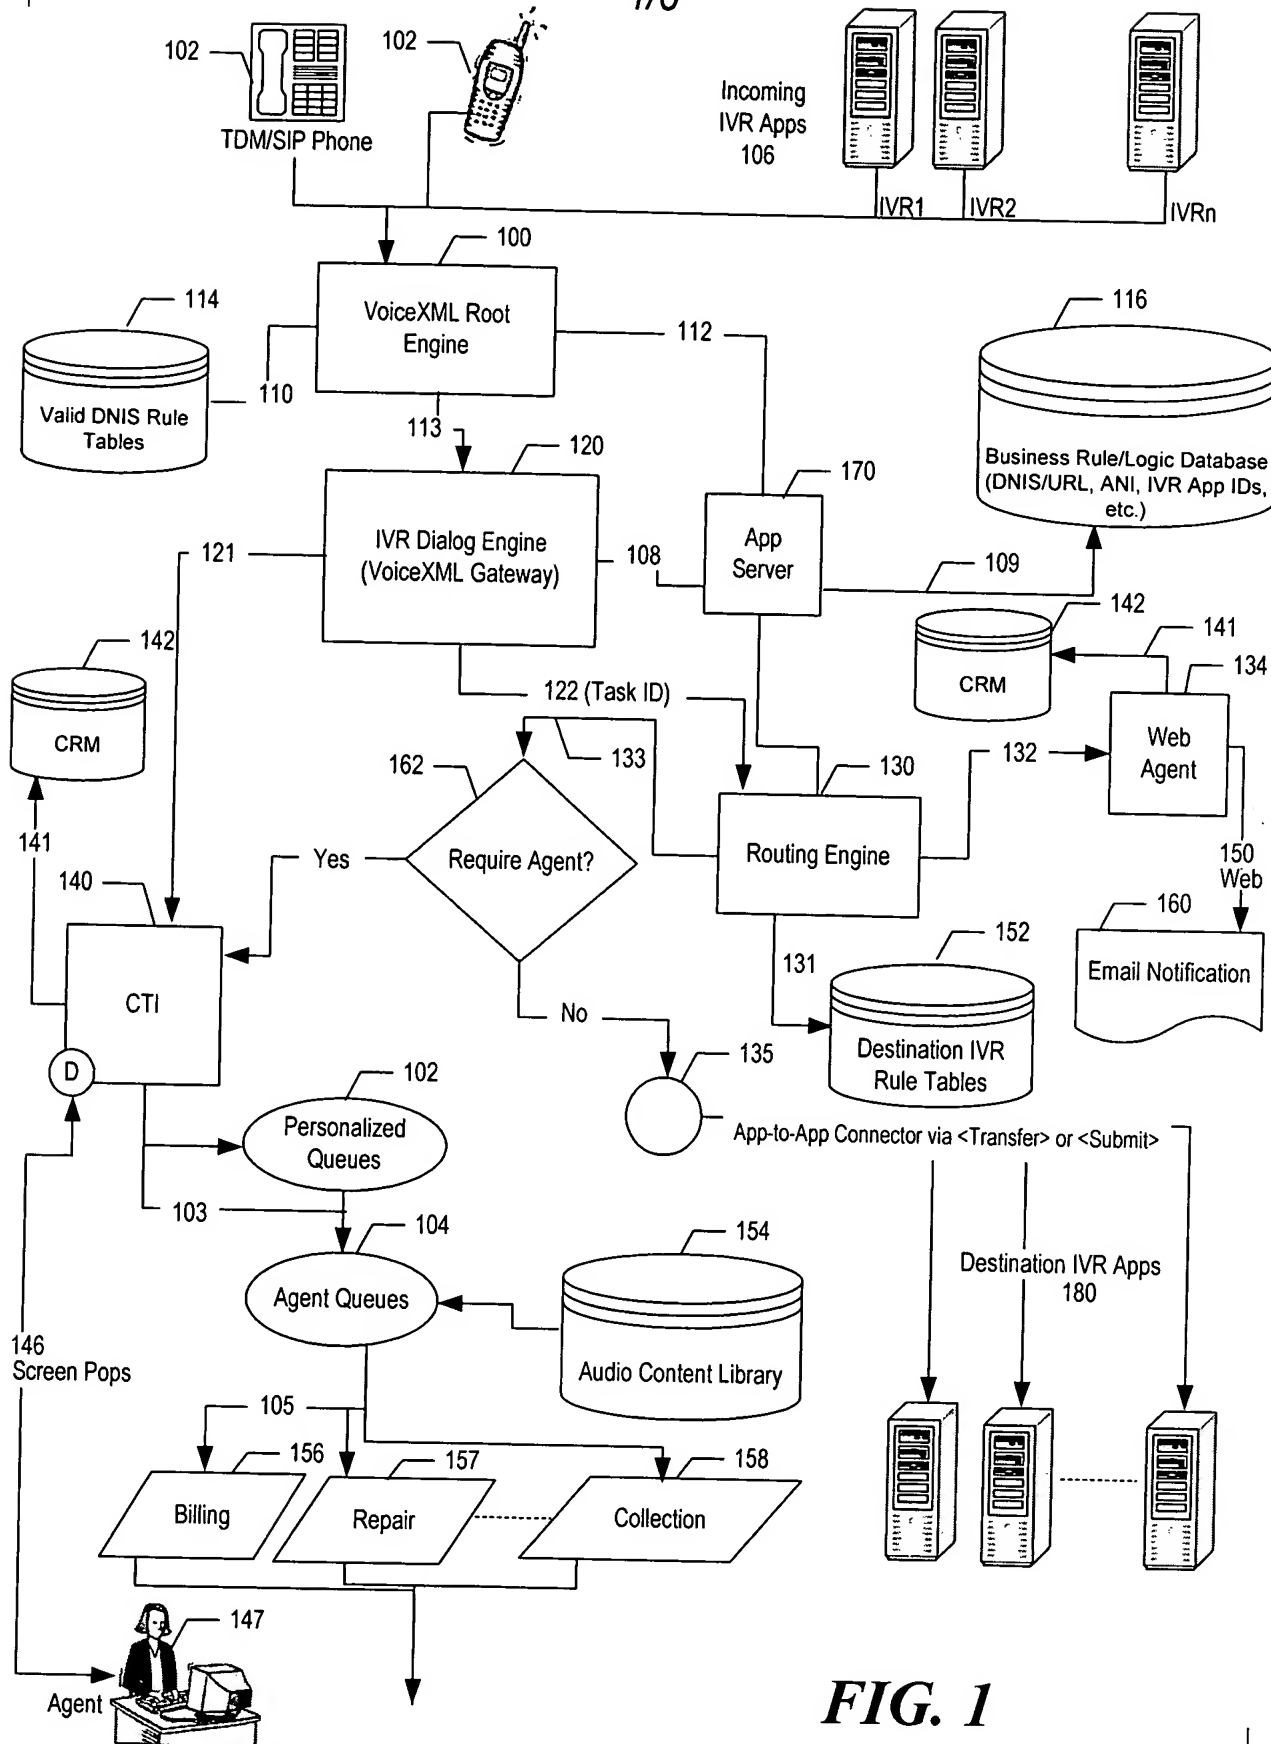 102
102
TDM/SIP Phone
Incoming
IVR Apps
106
IVR1
IVR2
IVRn
100
VoiceXML Root
Engine
114
Valid DNIS Rule
Tables
110
112
116
Business Rule/Logic Database
(DNIS/URL, ANI, IVR App IDs,
etc.)
113
120
IVR Dialog Engine
(VoiceXML Gateway)
121
108
170
App
Server
109
142
CRM
141
134
Web
Agent
142
CRM
141
122 (Task ID)
133
162
Require Agent?
Yes
No
130
Routing Engine
132
150
Web
160
Email Notification
131
152
Destination IVR
Rule Tables
140
CTI
D
135
App-to-App Connector via <Transfer> or <Submit>
102
Personalized
Queues
103
104
Agent Queues
154
Audio Content Library
Destination IVR Apps
180
146
Screen Pops
105
156
Billing
157
Repair
158
Collection
147
Agent
FIG. 1